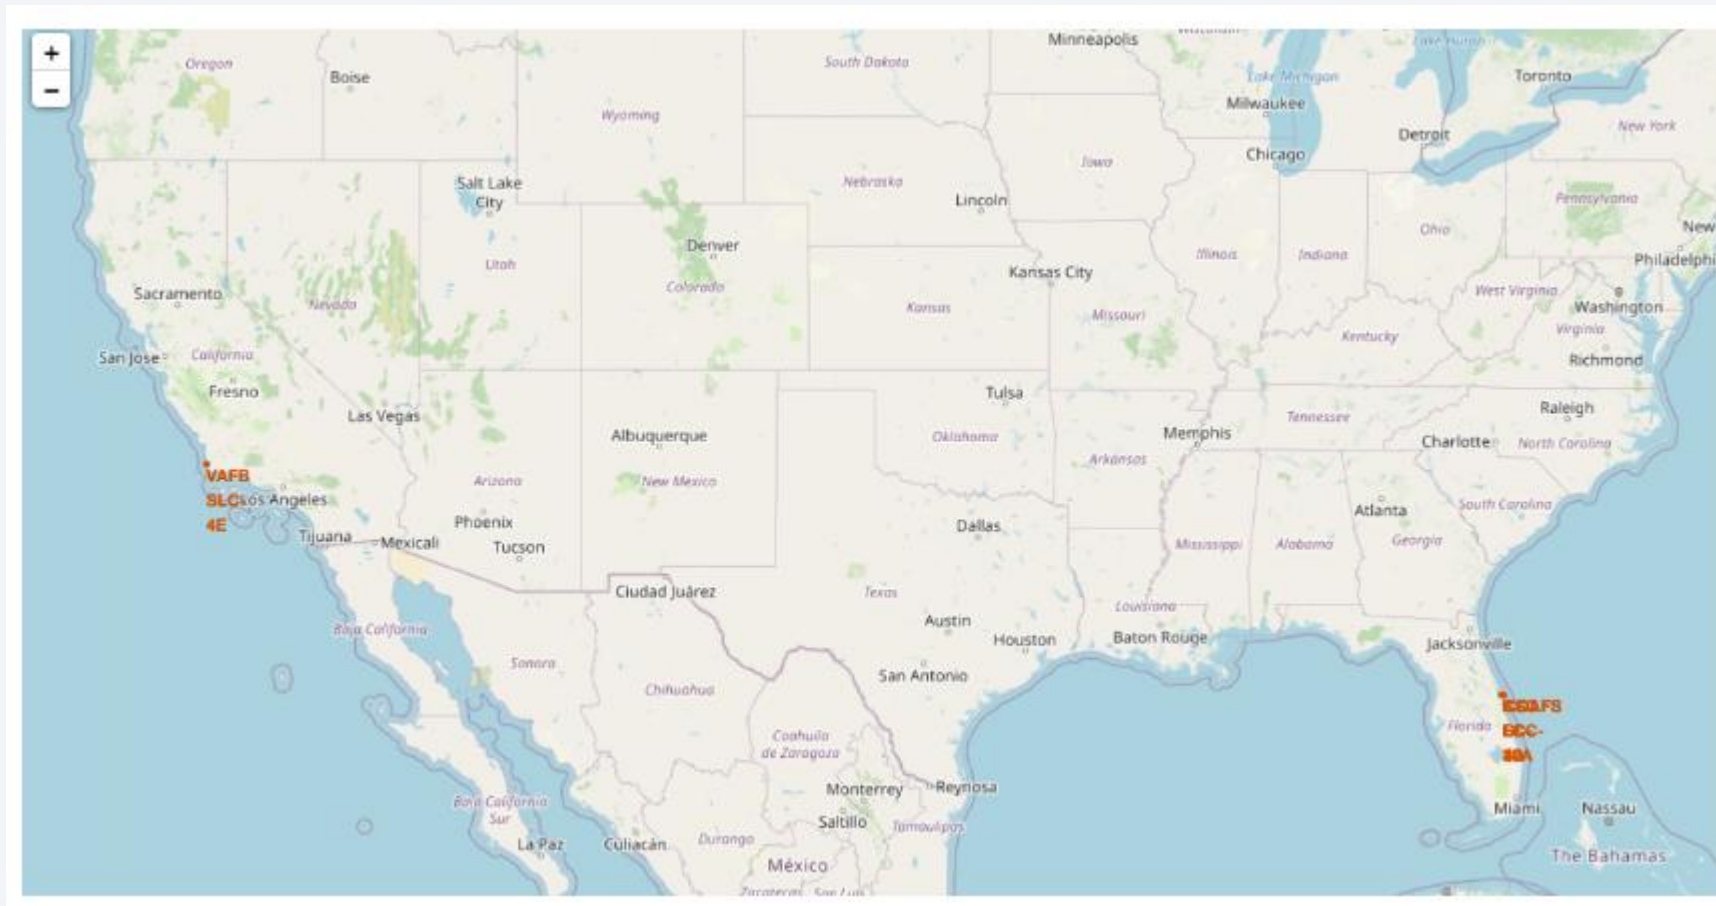 +
−
Oregon
Boise
South Dakota
Minneapolis
Lake Michigan
Toronto
Wyoming
Milwaukee
Detroit
New York
Chicago
Iowa
Salt Lake
City
Nebraska
Lincoln
Pennsylvania
New
Ohio
Denver
Illinois
Indiana
Philadelphi
Utah
Kansas City
Colorado
West Virginia
Sacramento
Nevada
Kansas
Missouri
Washington
Virginia
Kentucky
San Jose
California
Richmond
Fresno
Tulsa
Las Vegas
Tennessee
Raleigh
Albuquerque
Oklahoma
Memphis
Charlotte
North Carolina
Arkansas
VAFB
SLC-
4E
Los Angeles
Arizona
New Mexico
South Carolina
Atlanta
Phoenix
Dallas
Tijuana
Mexicali
Tucson
Mississippi
Alabama
Georgia
Ciudad Juárez
Texas
Louisiana
Austin
Baja California
Houston
Baton Rouge
Jacksonville
Sonora
San Antonio
Chihuahua
Florida
Coahuila
de Zaragoza
Monterrey
Reynosa
Baja California
Sur
Miami
Nassau
Saltillo
Tamaulipas
Durango
La Paz
Culiacán
The Bahamas
México